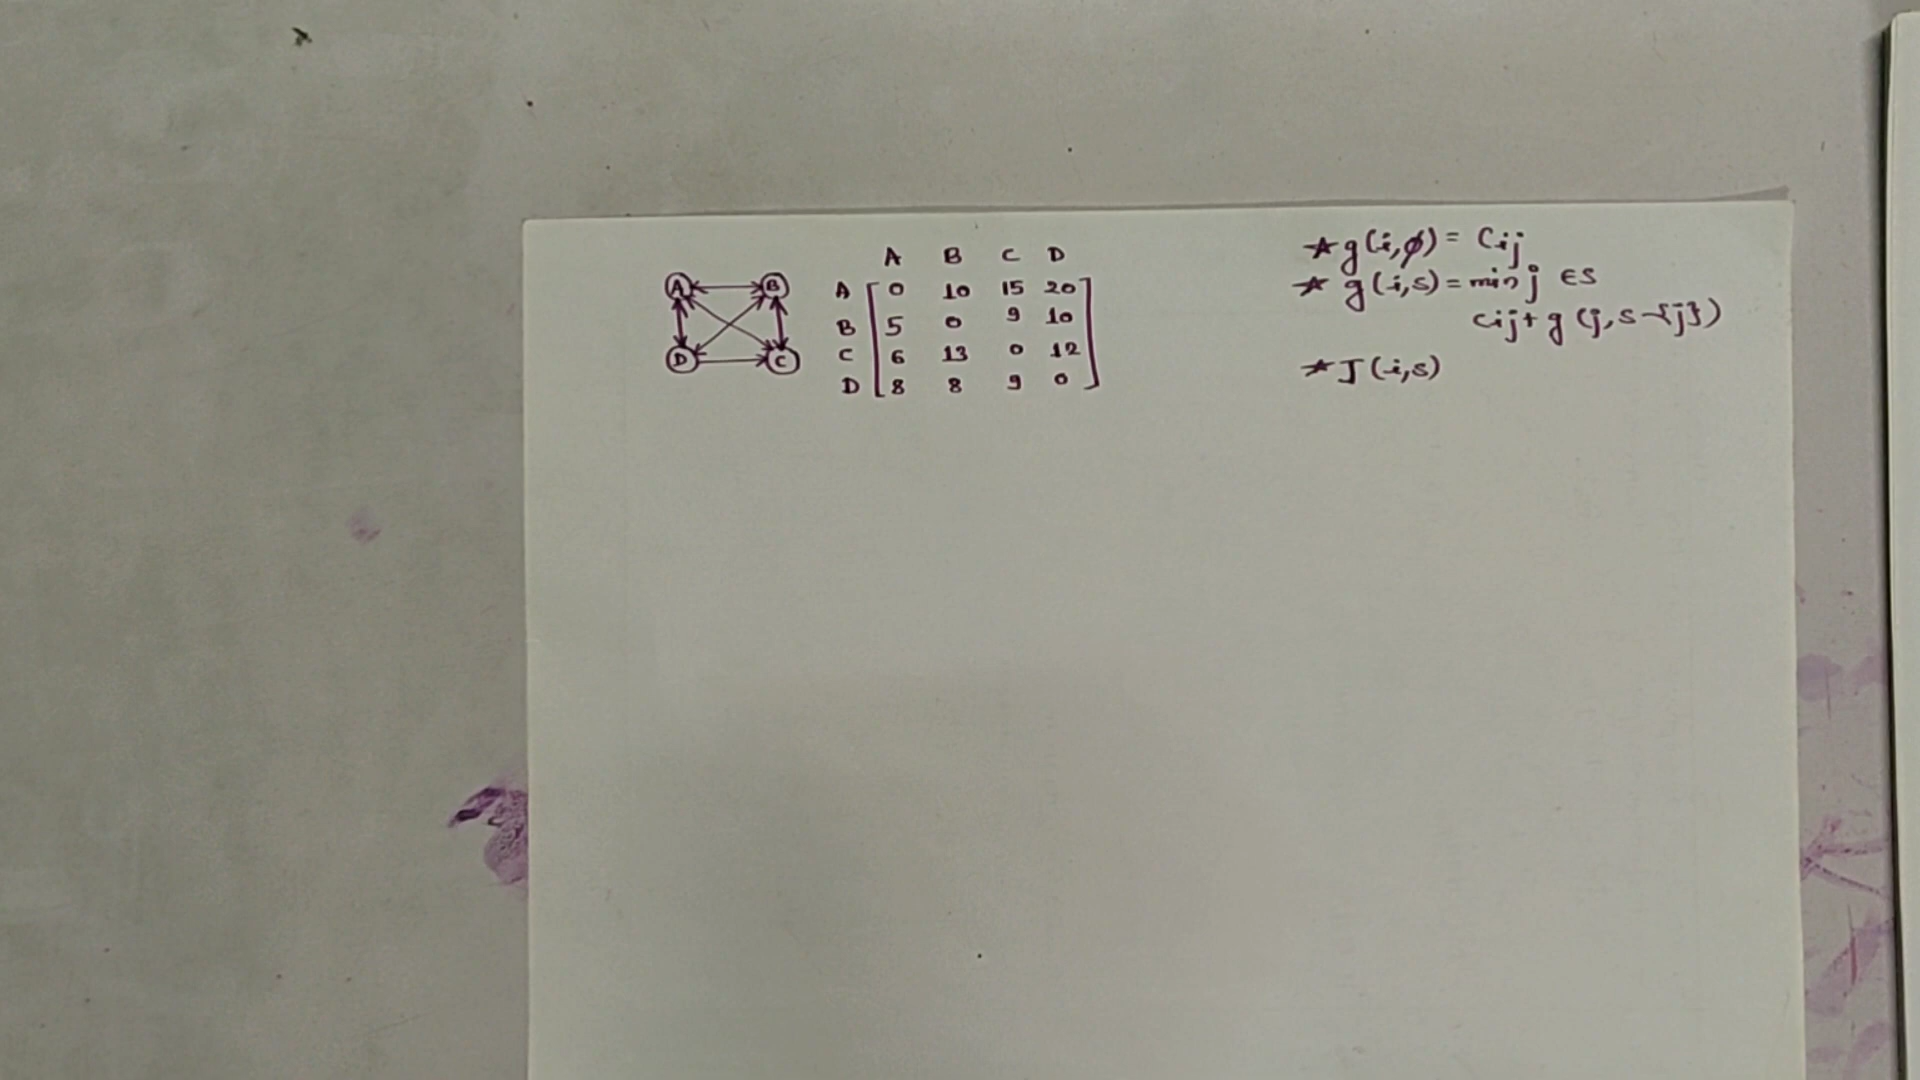 A B
D C
A B C D
A 0 10 15 20
B 5 0 9 10
C 6 13 0 12
D 8 8 9 0
* g(i,ϕ) = Cij
* g(i,s) = min j ∈ s
cij + g (j, s - {j})
* J (i,s)